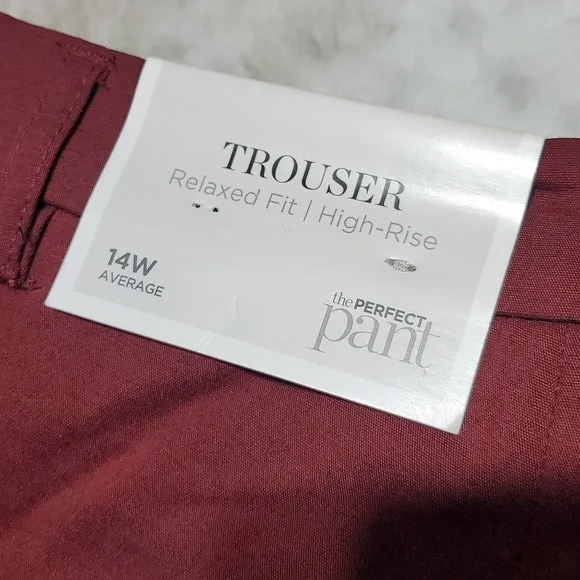 TROUSER
Relaxed Fit | High-Rise
14W
AVERAGE
the PERFECT
pant